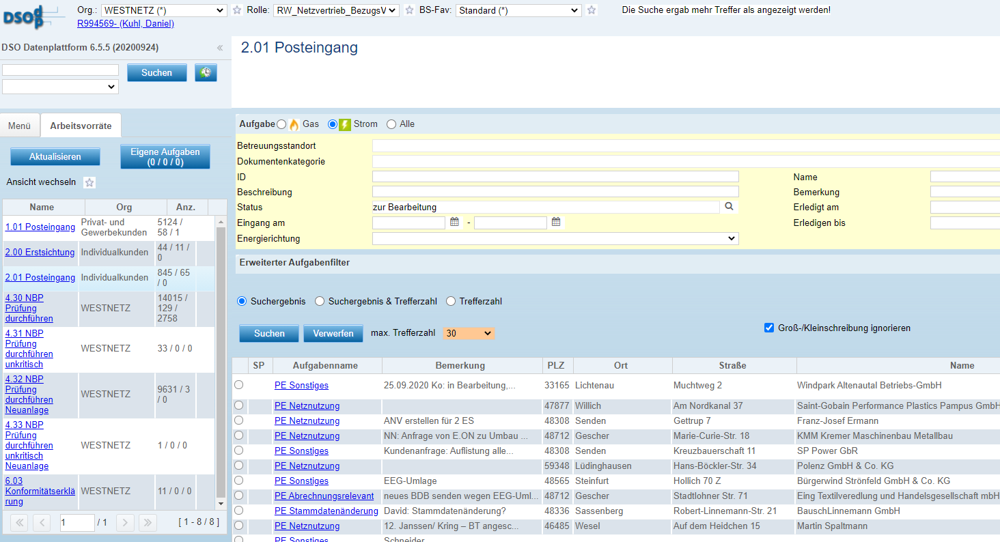 DSO dp
Org.: WESTNETZ (*) Rolle: RW_Netzvertrieb_BezugsV BS-Fav: Standard (*) Die Suche ergab mehr Treffer als angezeigt werden!
R994569- (Kuhl, Daniel)
DSO Datenplattform 6.5.5 (20200924) «
2.01 Posteingang
Suchen
Menü Arbeitsvorräte
Aufgabe Gas Strom Alle
Aktualisieren
Eigene Aufgaben
(0 / 0 / 0)
Ansicht wechseln
Betreuungsstandort
Dokumentenkategorie
ID Name
Beschreibung Bemerkung
Status zur Bearbeitung Erledigt am
Eingang am - Erledigen bis
Energierichtung
Erweiterter Aufgabenfilter
Suchergebnis Suchergebnis & Trefferzahl Trefferzahl
Suchen Verwerfen max. Trefferzahl 30 Groß-/Kleinschreibung ignorieren
Name Org Anz.
1.01 Posteingang Privat- und 5124 /
Gewerbekunden 58 / 1
2.00 Erstsichtung Individualkunden 44 / 11 /
0
2.01 Posteingang Individualkunden 845 / 65
/ 0
4.30 NBP 14015 /
Prüfung WESTNETZ 129 /
durchführen 2758
4.31 NBP
Prüfung WESTNETZ 33 / 0 / 0
durchführen
unkritisch
4.32 NBP
Prüfung WESTNETZ 9631 / 3
durchführen / 0
Neuanlage
4.33 NBP
Prüfung
durchführen WESTNETZ 1 / 0 / 0
unkritisch
Neuanlage
6.03
Konformitätserklä WESTNETZ 11 / 0 / 0
rung
« ‹ 1 / 1 › » [ 1 - 8 / 8 ]
SP Aufgabenname Bemerkung PLZ Ort Straße Name
PE Sonstiges 25.09.2020 Ko: in Bearbeitung,... 33165 Lichtenau Muchtweg 2 Windpark Altenautal Betriebs-GmbH
PE Netznutzung 47877 Willich Am Nordkanal 37 Saint-Gobain Performance Plastics Pampus GmbH
PE Netznutzung ANV erstellen für 2 ES 48308 Senden Gettrup 7 Franz-Josef Ermann
PE Netznutzung NN: Anfrage von E.ON zu Umbau ... 48712 Gescher Marie-Curie-Str. 18 KMM Kremer Maschinenbau Metallbau
PE Sonstiges Kundenanfrage: Auflistung alle... 48308 Senden Kreuzbauerschaft 11 SP Power GbR
PE Netznutzung 59348 Lüdinghausen Hans-Böckler-Str. 34 Polenz GmbH & Co. KG
PE Sonstiges EEG-Umlage 48565 Steinfurt Hollich 70 Z Bürgerwind Strönfeld GmbH & Co. KG
PE Abrechnungsrelevant neues BDB senden wegen EEG-Uml... 48712 Gescher Stadtlohner Str. 71 Eing Textilveredlung und Handelsgesellschaft mbH
PE Stammdatenänderung David: Stammdatenänderung? 48336 Sassenberg Robert-Linnemann-Str. 21 BauschLinnemann GmbH
PE Netznutzung 12. Janssen/ Kring – BT angesc... 46485 Wesel Auf dem Heidchen 15 Martin Spaltmann
PE Sonstiges Schneider